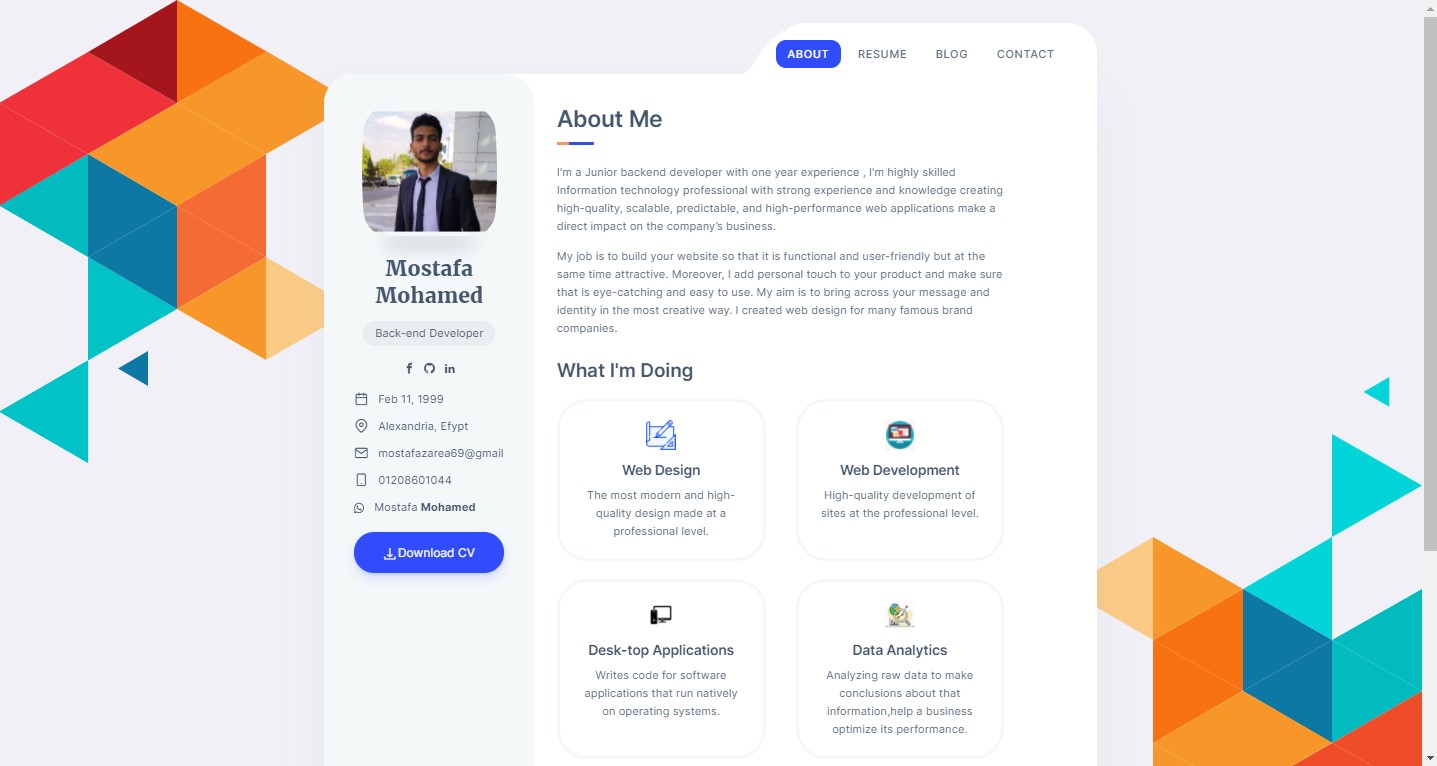 ABOUT RESUME BLOG CONTACT
Mostafa
Mohamed
Back-end Developer
Feb 11, 1999
Alexandria, Efypt
mostafazarea69@gmail
01208601044
Mostafa Mohamed
Download CV
About Me
I'm a Junior backend developer with one year experience , I'm highly skilled
Information technology professional with strong experience and knowledge creating
high-quality, scalable, predictable, and high-performance web applications make a
direct impact on the company's business.
My job is to build your website so that it is functional and user-friendly but at the
same time attractive. Moreover, I add personal touch to your product and make sure
that is eye-catching and easy to use. My aim is to bring across your message and
identity in the most creative way. I created web design for many famous brand
companies.
What I'm Doing
Web Design
The most modern and high-
quality design made at a
professional level.
Web Development
High-quality development of
sites at the professional level.
Desk-top Applications
Writes code for software
applications that run natively
on operating systems.
Data Analytics
Analyzing raw data to make
conclusions about that
information,help a business
optimize its performance.